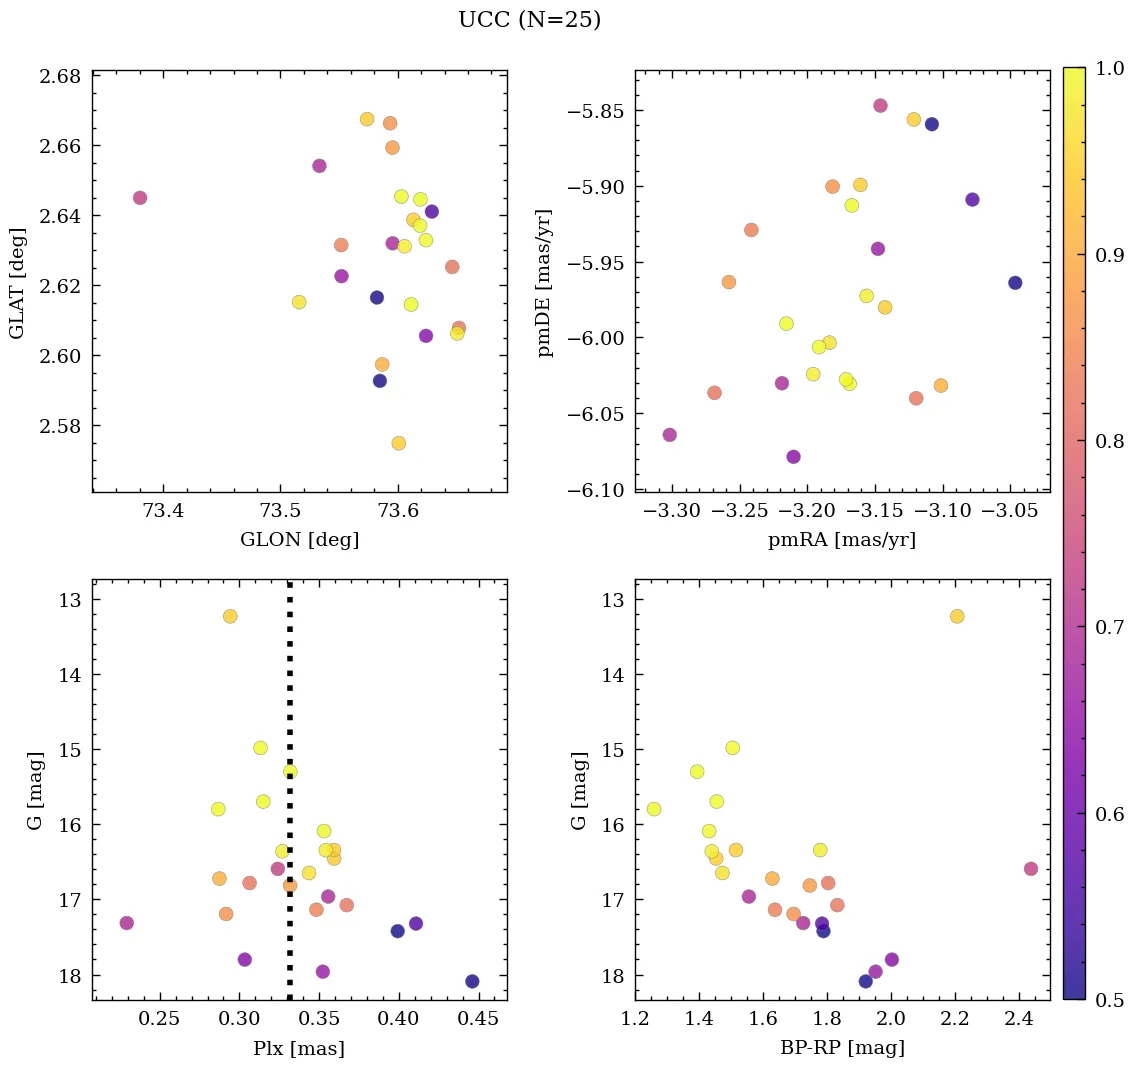 UCC (N=25)
2.68
2.66
2.64
2.62
2.60
2.58
GLAT [deg]
73.4 73.5 73.6
GLON [deg]
−5.85
−5.90
−5.95
−6.00
−6.05
−6.10
pmDE [mas/yr]
−3.30 −3.25 −3.20 −3.15 −3.10 −3.05
pmRA [mas/yr]
13
14
15
16
17
18
G [mag]
0.25 0.30 0.35 0.40 0.45
Plx [mas]
13
14
15
16
17
18
G [mag]
1.2 1.4 1.6 1.8 2.0 2.2 2.4
BP-RP [mag]
1.0
0.9
0.8
0.7
0.6
0.5